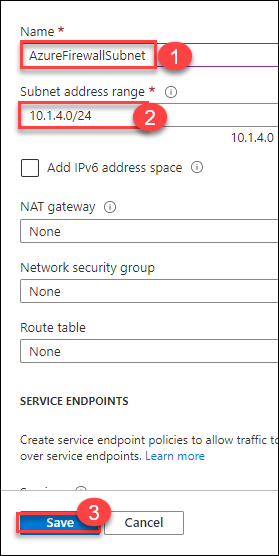 Name *
AzureFirewallSubnet
1
Subnet address range *
10.1.4.0/24
2
10.1.4.0
Add IPv6 address space
NAT gateway
None
Network security group
None
Route table
None
SERVICE ENDPOINTS
Create service endpoint policies to allow traffic to
over service endpoints. Learn more
3
Save Cancel